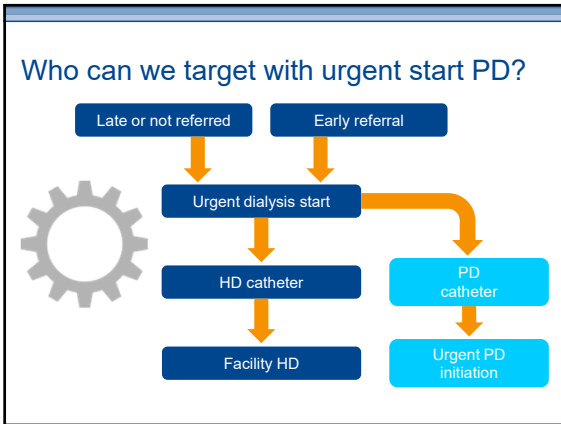 Who can we target with urgent start PD?
Late or not referred
Early referral
Urgent dialysis start
HD catheter
PD
catheter
Facility HD
Urgent PD
initiation